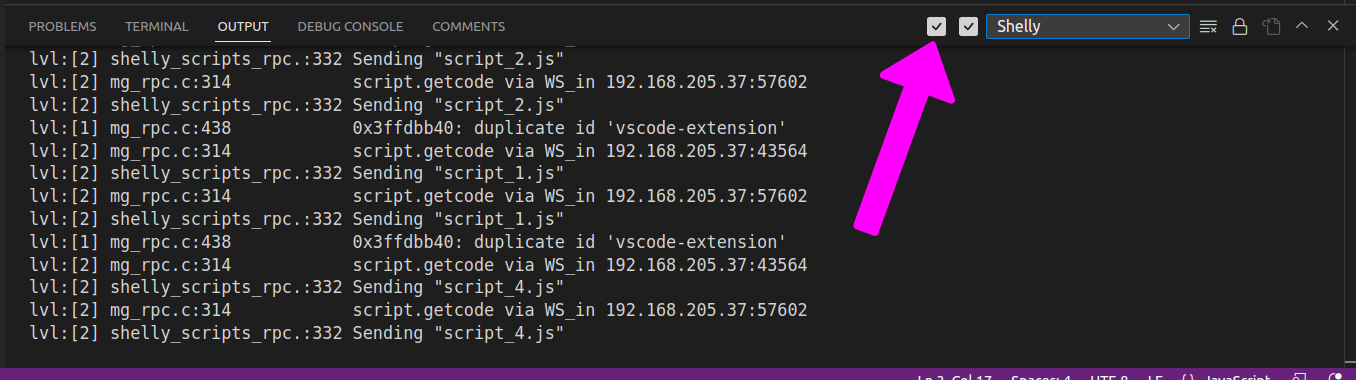 PROBLEMS TERMINAL OUTPUT DEBUG CONSOLE COMMENTS Shelly
lvl:[2] shelly_scripts_rpc.:332 Sending "script_2.js"
lvl:[2] mg_rpc.c:314 script.getcode via WS_in 192.168.205.37:57602
lvl:[2] shelly_scripts_rpc.:332 Sending "script_2.js"
lvl:[1] mg_rpc.c:438 0x3ffdbb40: duplicate id 'vscode-extension'
lvl:[2] mg_rpc.c:314 script.getcode via WS_in 192.168.205.37:43564
lvl:[2] shelly_scripts_rpc.:332 Sending "script_1.js"
lvl:[2] mg_rpc.c:314 script.getcode via WS_in 192.168.205.37:57602
lvl:[2] shelly_scripts_rpc.:332 Sending "script_1.js"
lvl:[1] mg_rpc.c:438 0x3ffdbb40: duplicate id 'vscode-extension'
lvl:[2] mg_rpc.c:314 script.getcode via WS_in 192.168.205.37:43564
lvl:[2] shelly_scripts_rpc.:332 Sending "script_4.js"
lvl:[2] mg_rpc.c:314 script.getcode via WS_in 192.168.205.37:57602
lvl:[2] shelly_scripts_rpc.:332 Sending "script_4.js"
Col 17 Spaces: 4 UTF-8 LF {} JavaScript